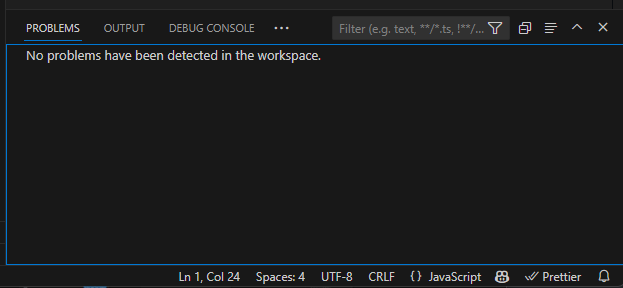 PROBLEMS OUTPUT DEBUG CONSOLE ··· Filter (e.g. text, **/*.ts, !**/...
No problems have been detected in the workspace.
Ln 1, Col 24 Spaces: 4 UTF-8 CRLF { } JavaScript Prettier